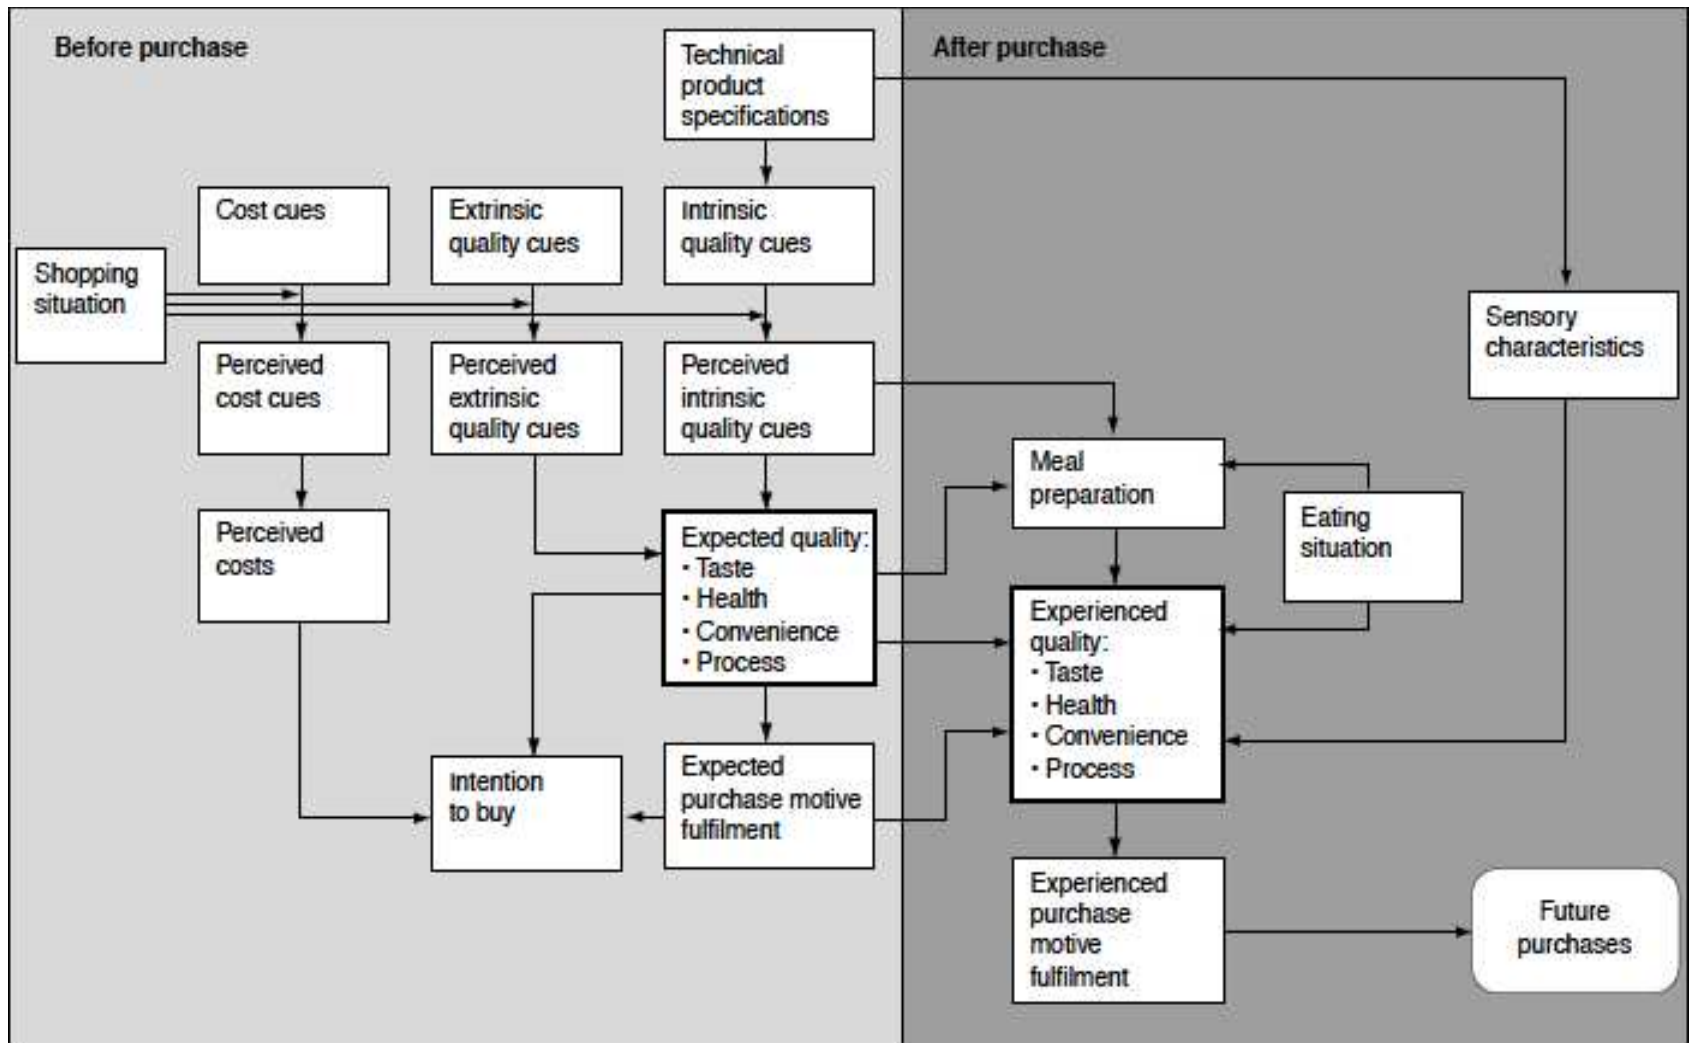 Before purchase
After purchase
Technical
product
specifications
Cost cues
Extrinsic
quality cues
Intrinsic
quality cues
Shopping
situation
Sensory
characteristics
Perceived
cost cues
Perceived
extrinsic
quality cues
Perceived
intrinsic
quality cues
Meal
preparation
Eating
situation
Perceived
costs
Expected quality:
• Taste
• Health
• Convenience
• Process
Experienced
quality:
• Taste
• Health
• Convenience
• Process
Intention
to buy
Expected
purchase motive
fulfilment
Experienced
purchase
motive
fulfilment
Future
purchases